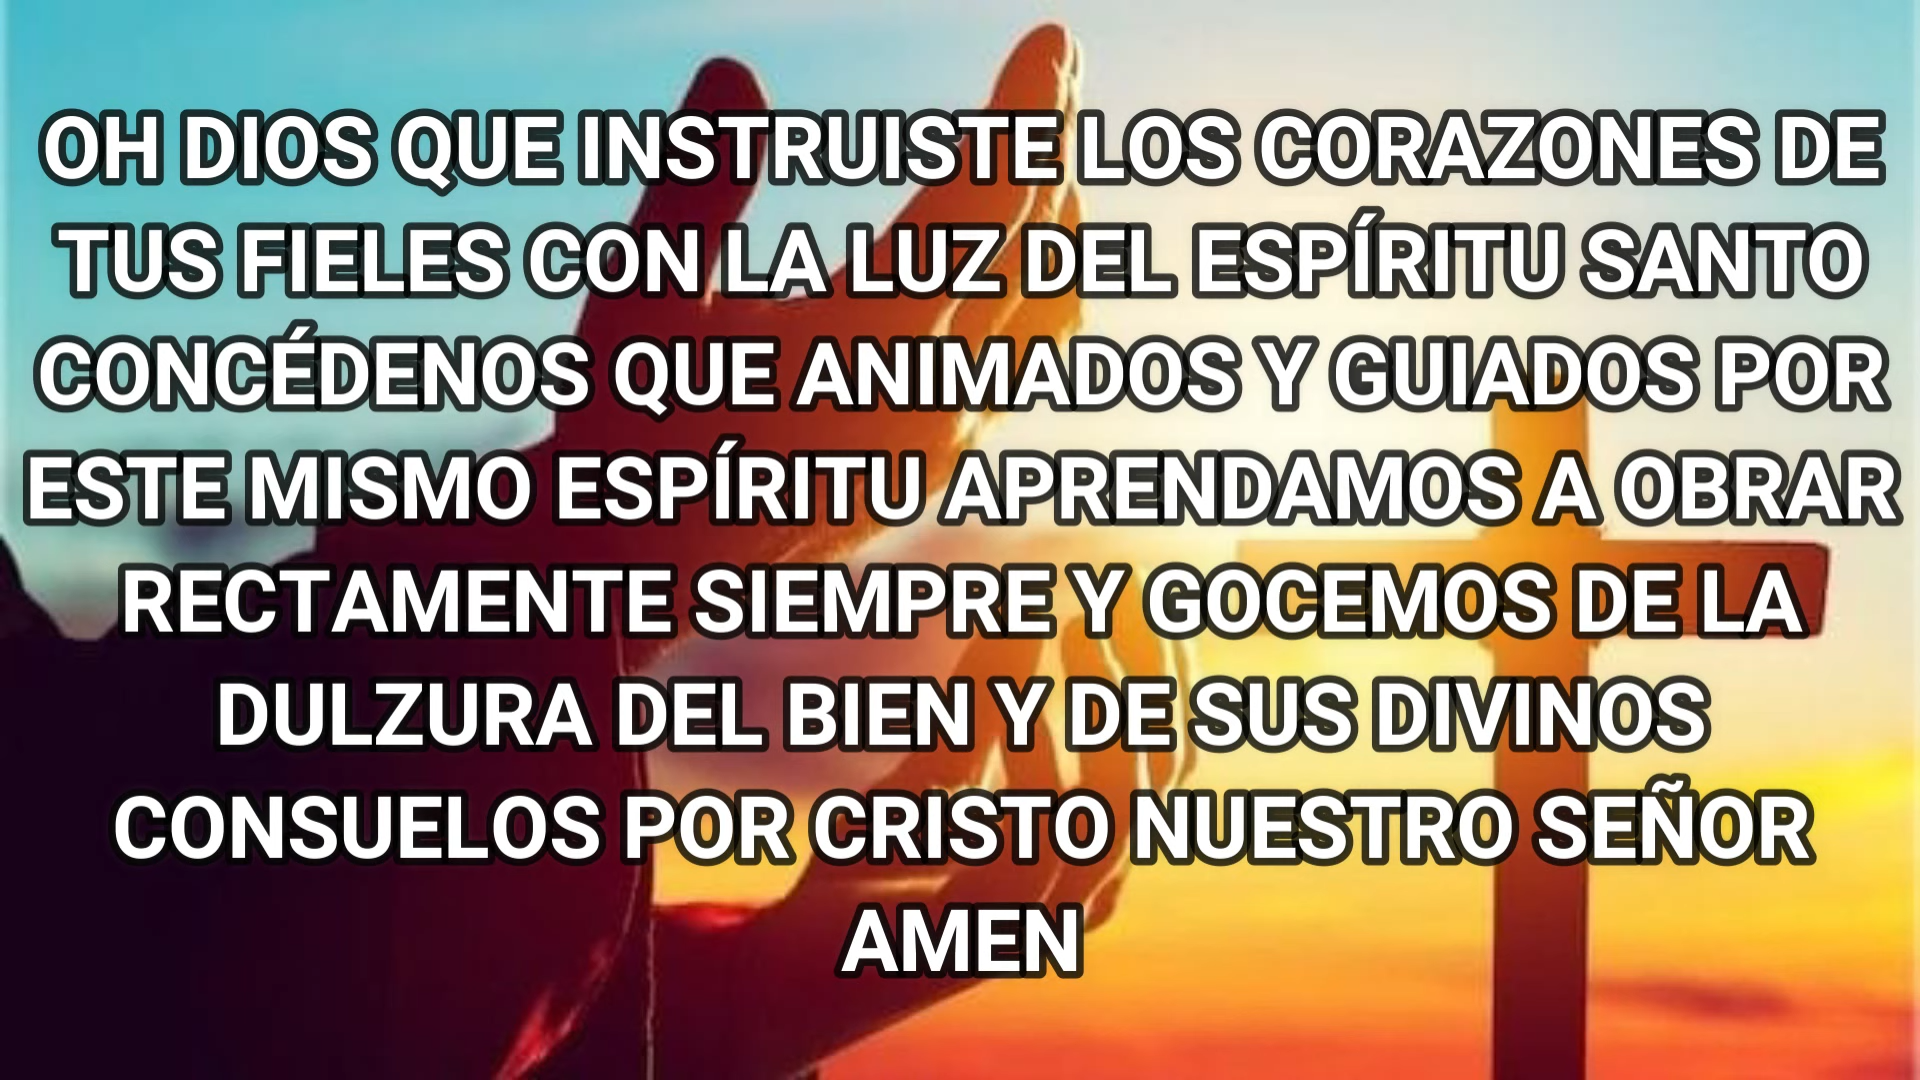 OH DIOS QUE INSTRUISTE LOS CORAZONES DE
TUS FIELES CON LA LUZ DEL ESPÍRITU SANTO
CONCÉDENOS QUE ANIMADOS Y GUIADOS POR
ESTE MISMO ESPÍRITU APRENDAMOS A OBRAR
RECTAMENTE SIEMPRE Y GOCEMOS DE LA
DULZURA DEL BIEN Y DE SUS DIVINOS
CONSUELOS POR CRISTO NUESTRO SEÑOR
AMEN